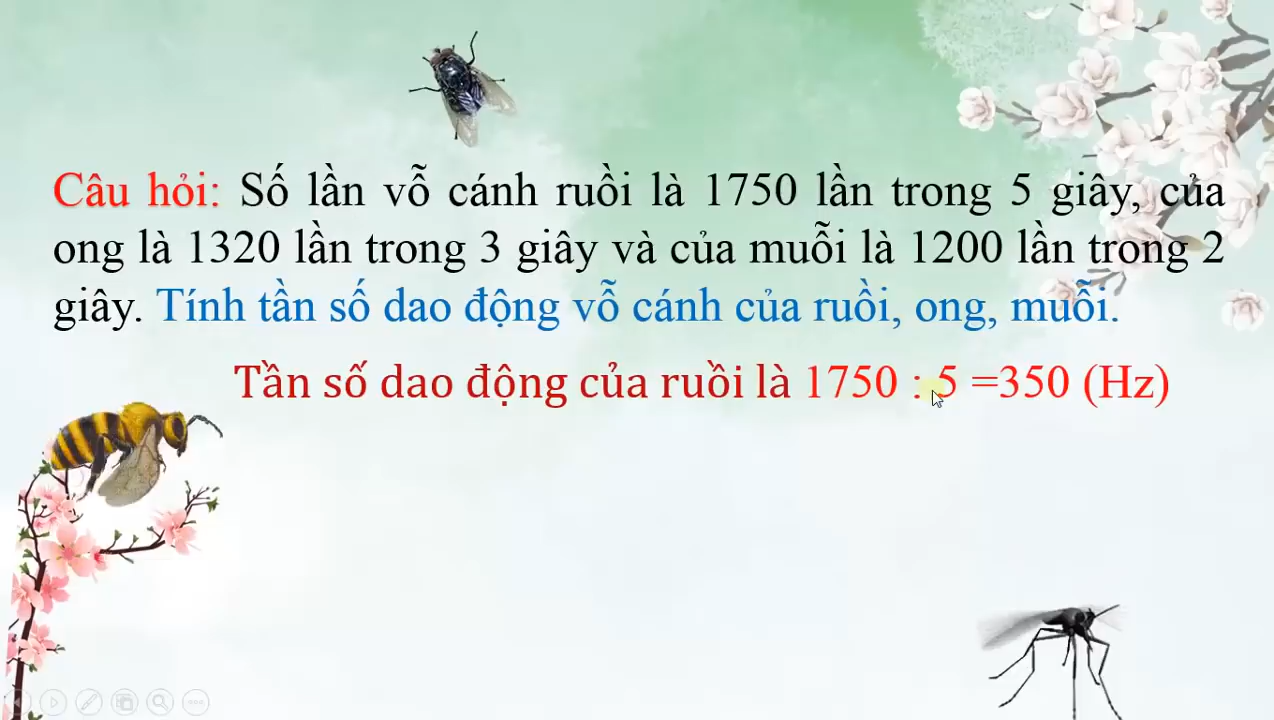 Câu hỏi: Số lần vỗ cánh ruồi là 1750 lần trong 5 giây, của
ong là 1320 lần trong 3 giây và của muỗi là 1200 lần trong 2
giây. Tính tần số dao động vỗ cánh của ruồi, ong, muỗi.
Tần số dao động của ruồi là 1750 : 5 =350 (Hz)